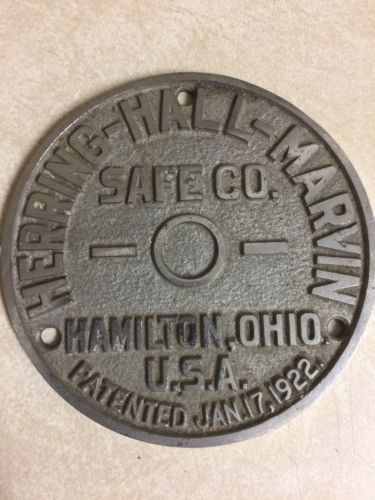 HERRING-HALL-MARVIN
SAFE CO.
HAMILTON, OHIO.
U.S.A.
PATENTED JAN. 17, 1922.